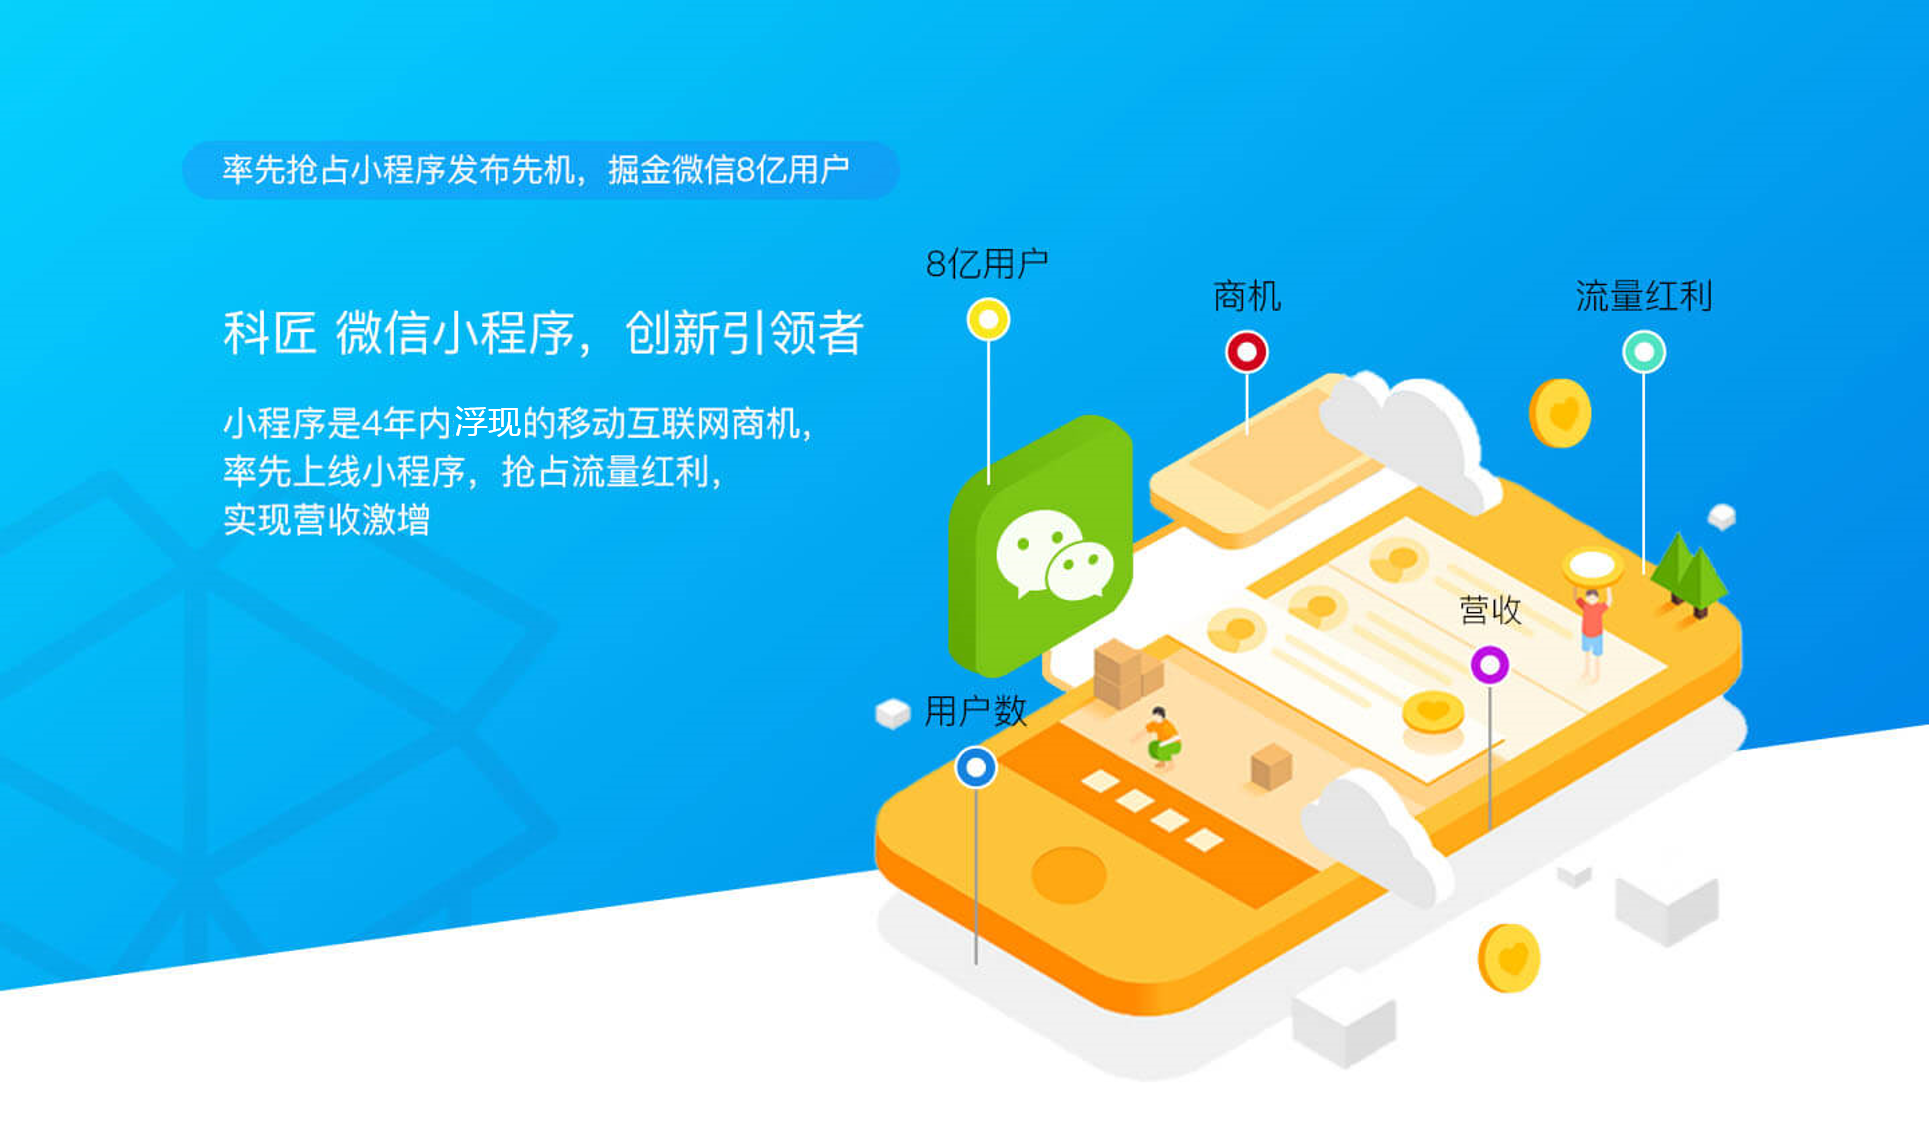 率先抢占小程序发布先机，掘金微信8亿用户
科匠 微信小程序，创新引领者
小程序是4年内浮现的移动互联网商机，
率先上线小程序，抢占流量红利，
实现营收激增
8亿用户
商机
流量红利
营收
用户数